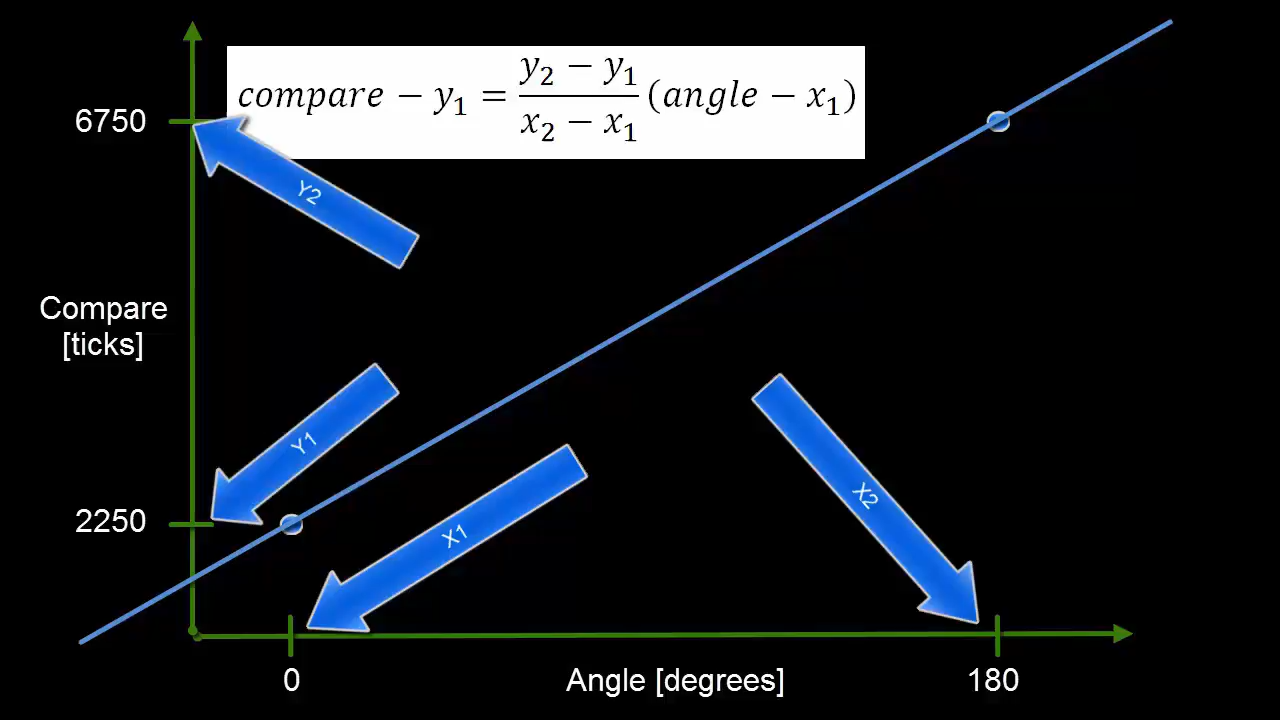 compare − y₁ = (y₂ − y₁)/(x₂ − x₁) (angle − x₁)
6750
Y2
Compare
[ticks]
Y1
2250
X1
X2
0
Angle [degrees]
180